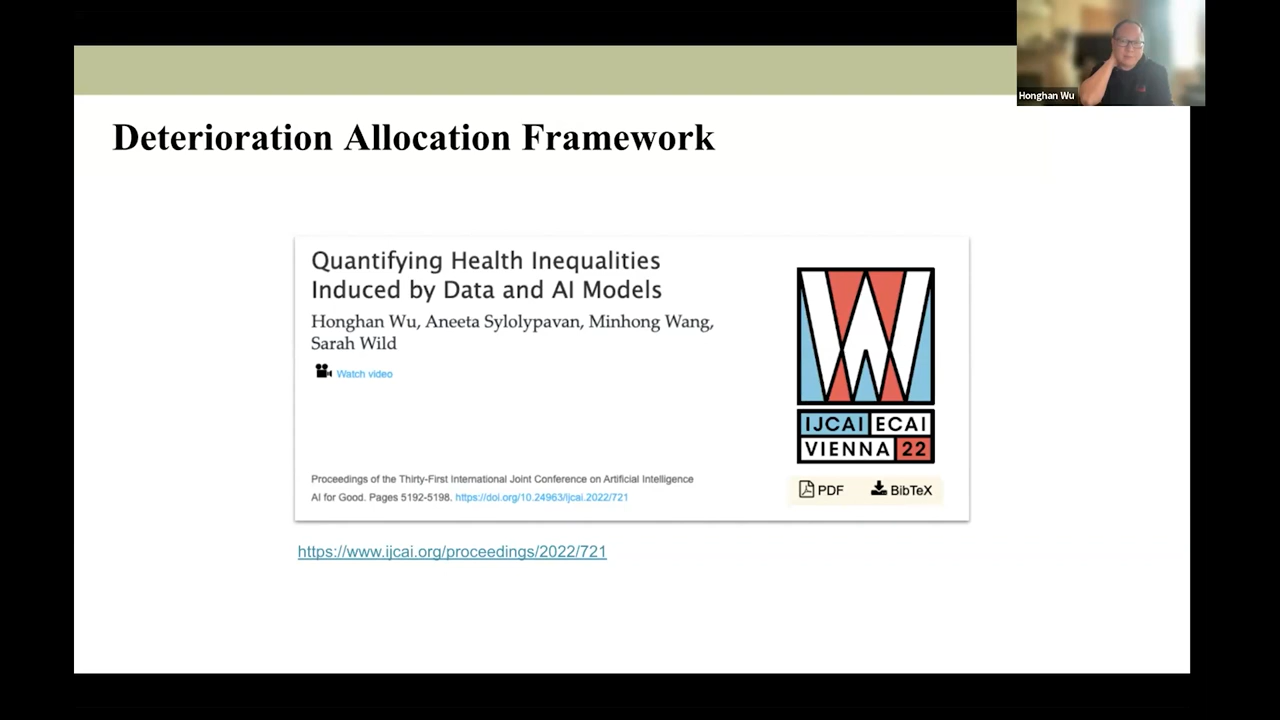 Honghan Wu
Deterioration Allocation Framework
Quantifying Health Inequalities
Induced by Data and AI Models
Honghan Wu, Aneeta Sylolypavan, Minhong Wang,
Sarah Wild
Watch video
Proceedings of the Thirty-First International Joint Conference on Artificial Intelligence
AI for Good. Pages 5192-5198. https://doi.org/10.24963/ijcai.2022/721
IJCAI ECAI
VIENNA 22
PDF BibTeX
https://www.ijcai.org/proceedings/2022/721